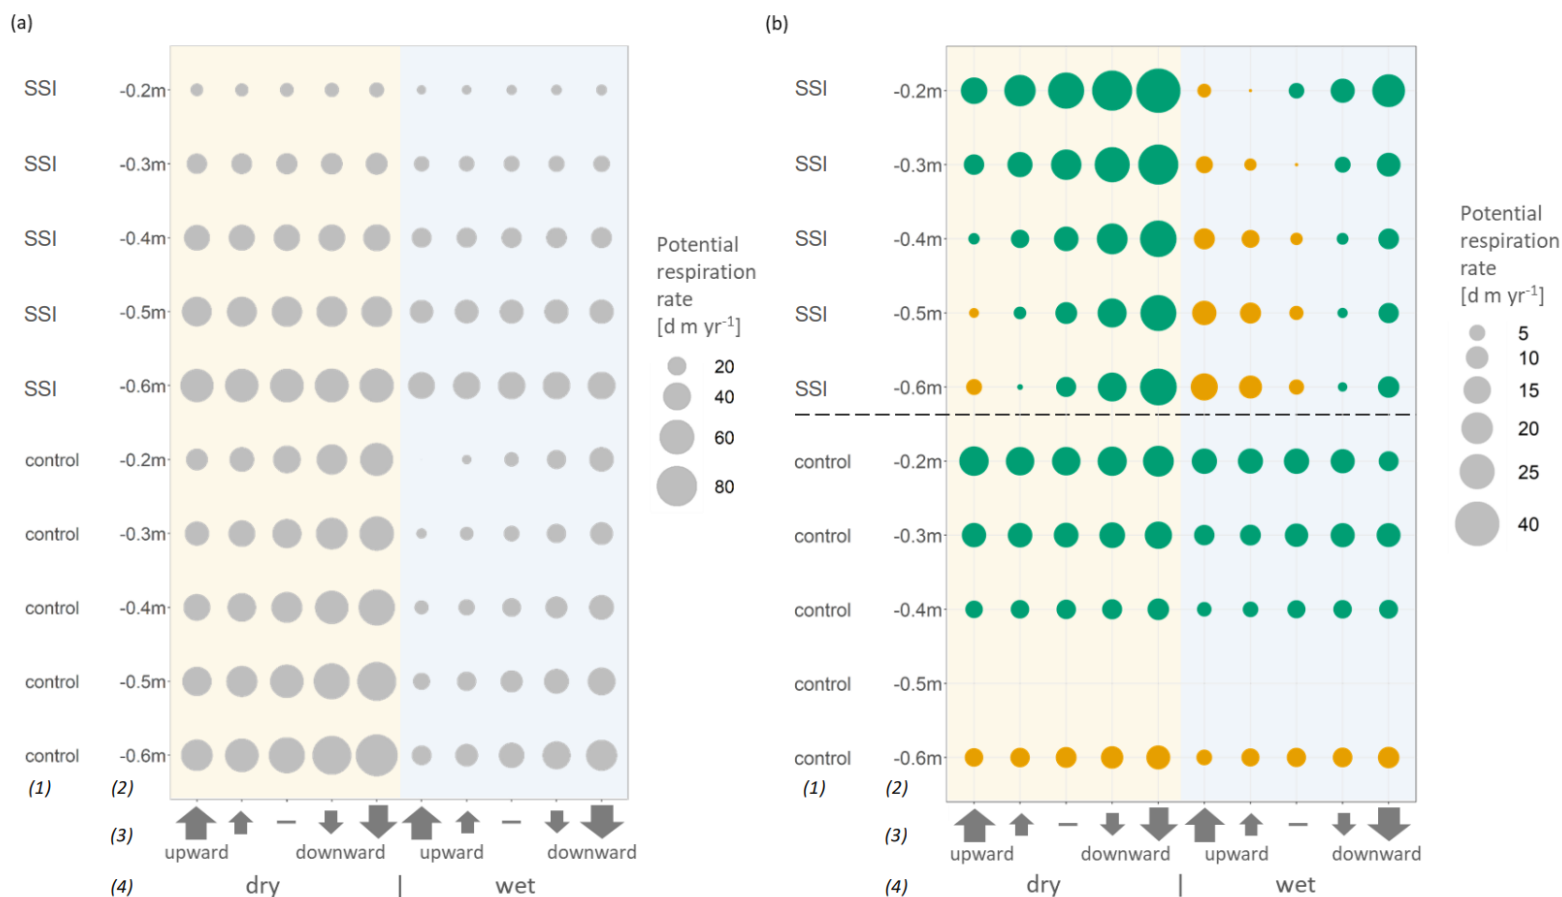 (a)
SSI -0.2m
SSI -0.3m
SSI -0.4m
SSI -0.5m
SSI -0.6m
control -0.2m
control -0.3m
control -0.4m
control -0.5m
control -0.6m
(1) (2)
(3)
upward downward upward downward
(4) dry | wet
Potential
respiration
rate
[d m yr-1]
20
40
60
80
(b)
SSI -0.2m
SSI -0.3m
SSI -0.4m
SSI -0.5m
SSI -0.6m
control -0.2m
control -0.3m
control -0.4m
control -0.5m
control -0.6m
(1) (2)
(3)
upward downward upward downward
(4) dry | wet
Potential
respiration
rate
[d m yr-1]
5
10
15
20
25
40